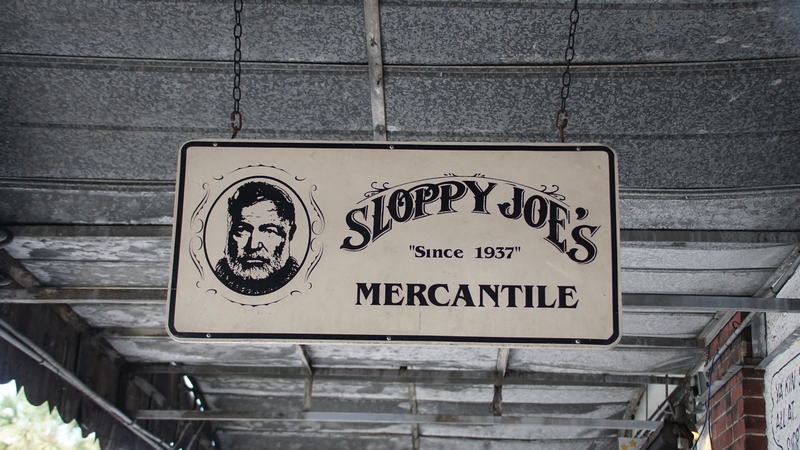 SLOPPY JOE'S
"Since 1937"
MERCANTILE